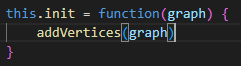 this.init = function(graph) {
    addVertices(graph)
}